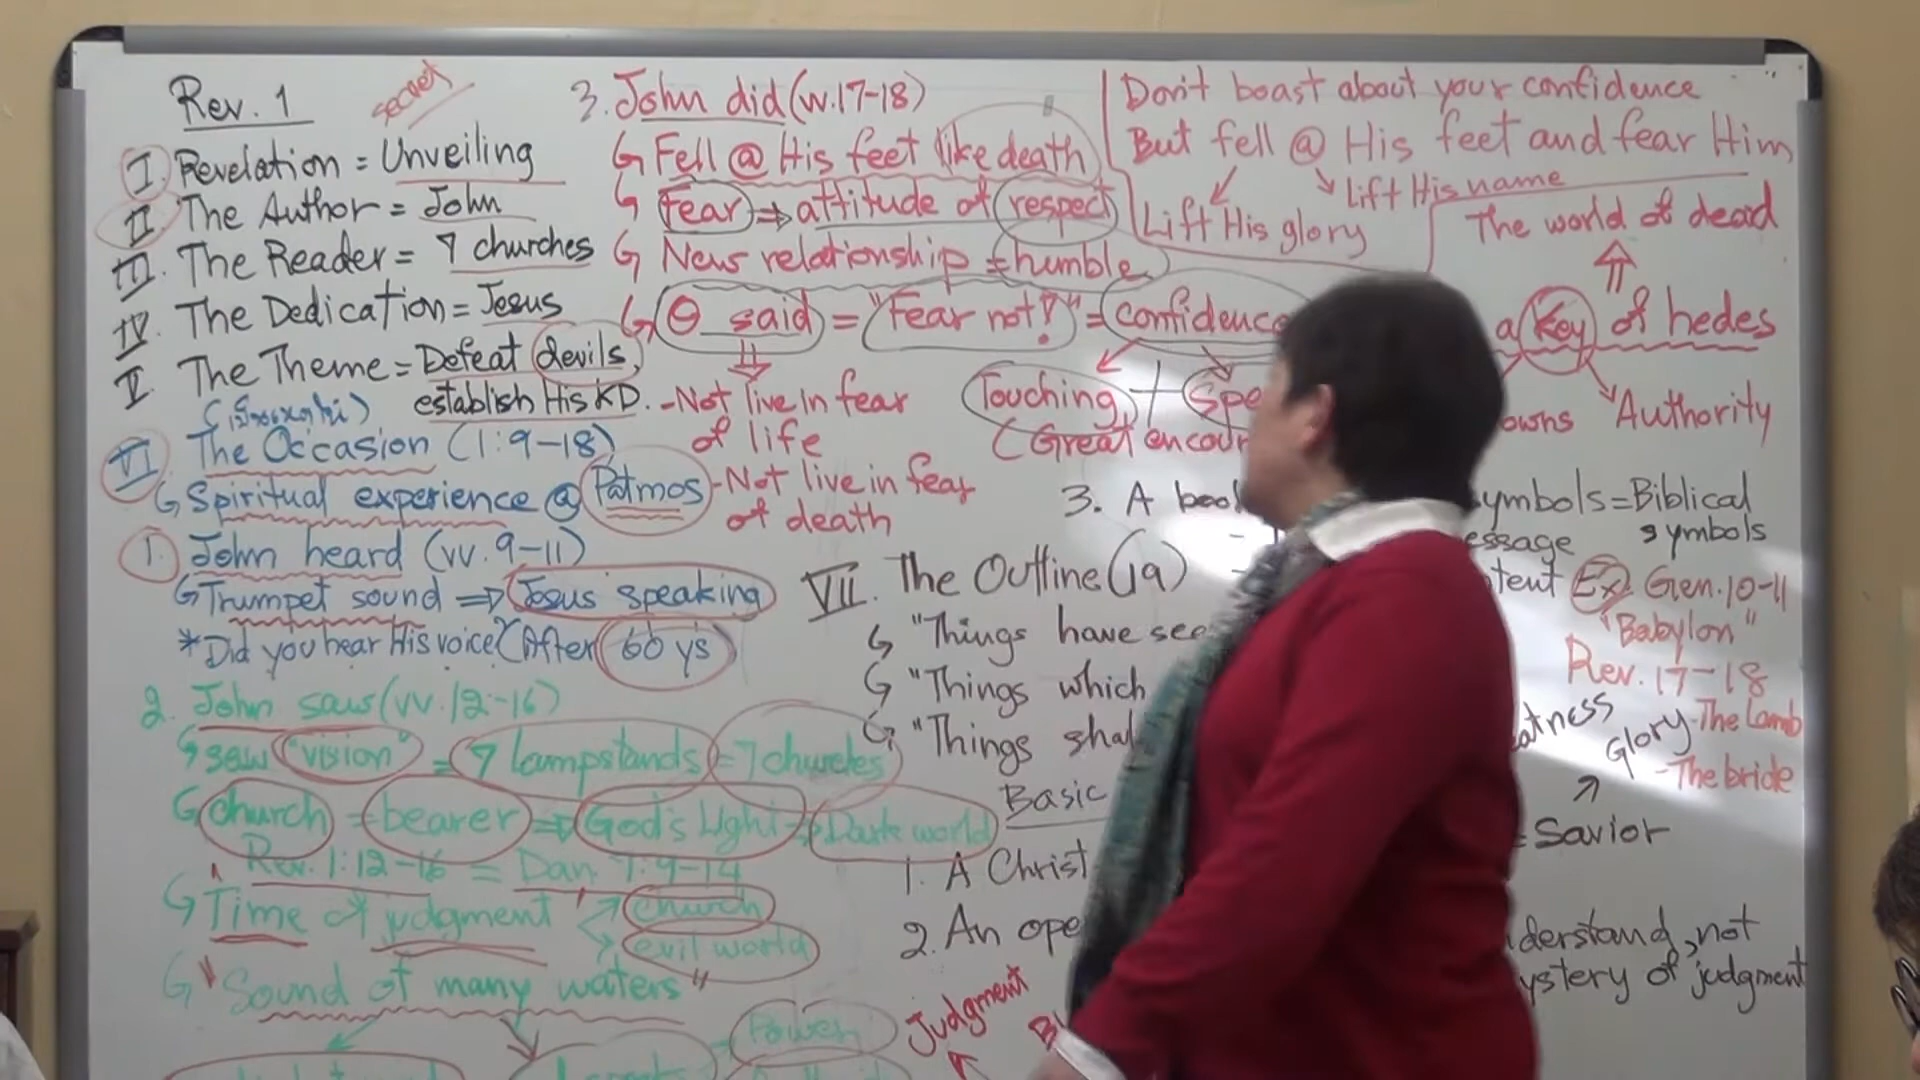 Rev. 1
secret
I. Revelation = Unveiling
II. The Author = John
III. The Reader = 7 churches
IV. The Dedication = Jesus
V. The Theme = Defeat devils,
establish His KD.
VI The Occasion (1:9-18)
Spiritual experience @ Patmos
1. John heard (vv. 9-11)
Trumpet sound ⇒ Jesus speaking
*Did you hear His voice? (After 60 ys)
2. John saw (vv. 12-16)
saw "vision" = 7 lampstands = 7 churches
church = bearer ⇒ God's Light ⇒ Dark world
Rev. 1:12-16 = Dan. 7:9-14
Time of judgment
church
evil world
"Sound of many waters"
Power
3. John did (vv. 17-18)
Fell @ His feet like death
Fear ⇒ attitude of respect
New relationship = humble
said = "Fear not!" = confidence
- Not live in fear
of life
- Not live in fear
of death
Touching + Spe
(Great encour
Don't boast about your confidence
But fell @ His feet and fear Him
Lift His name
Lift His glory
The world of dead
a Key of hedes
owns Authority
3. A boo
ymbols = Biblical
symbols
essage
tent Ex. Gen. 10-11
"Babylon"
Rev. 17-18
VII. The Outline (19)
"Things have see
"Things which
"Things shal
Basic
1. A Christ
2. An ope
eatness
Glory - The Lamb
- The bride
= Savior
derstand, not
ystery of judgment
Judgment